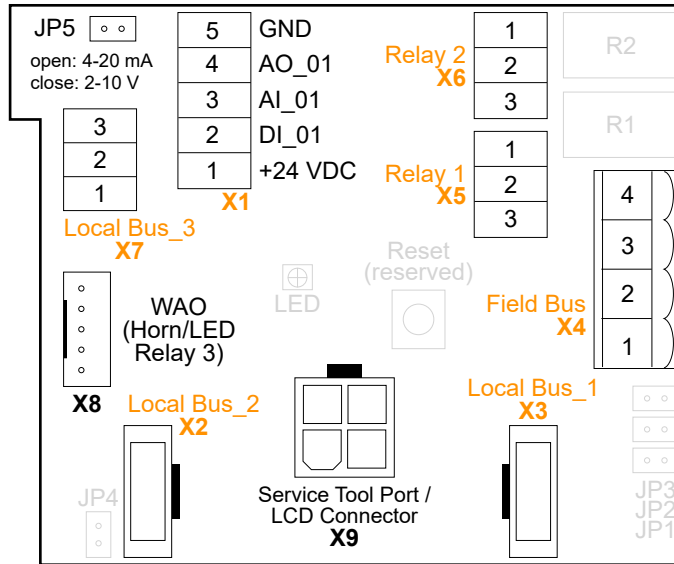 JP5
open: 4-20 mA
close: 2-10 V
5 GND
4 AO_01
3 AI_01
2 DI_01
1 +24 VDC
X1
3
2
1
Local Bus_3
X7
Relay 2
X6
1
2
3
Relay 1
X5
1
2
3
R2
R1
4
3
2
1
Field Bus
X4
Reset
(reserved)
LED
WAO
(Horn/LED
Relay 3)
X8
Local Bus_2
X2
JP4
Service Tool Port /
LCD Connector
X9
Local Bus_1
X3
JP3
JP2
JP1